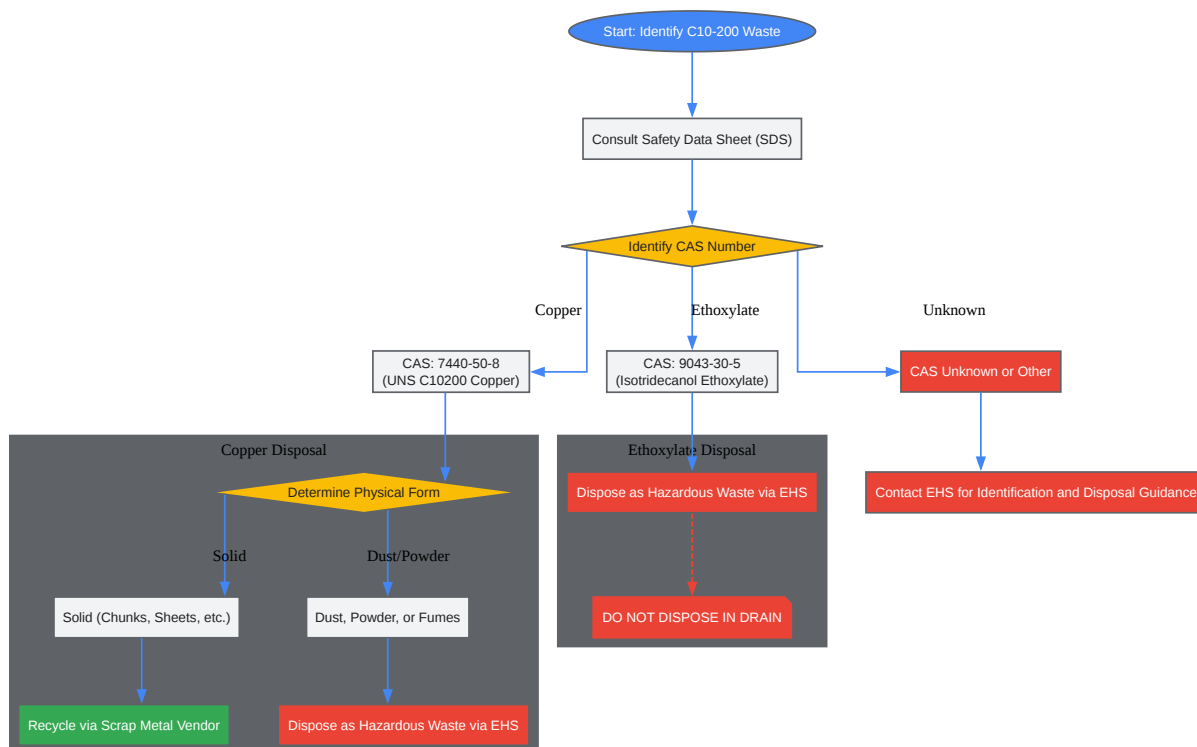 Start: Identify C10-200 Waste
Consult Safety Data Sheet (SDS)
Identify CAS Number
Copper
Ethoxylate
Unknown
CAS: 7440-50-8
(UNS C10200 Copper)
CAS: 9043-30-5
(Isotridecanol Ethoxylate)
CAS Unknown or Other
Copper Disposal
Ethoxylate Disposal
Determine Physical Form
Dispose as Hazardous Waste via EHS
Contact EHS for Identification and Disposal Guidance
Solid
Dust/Powder
Solid (Chunks, Sheets, etc.)
Dust, Powder, or Fumes
DO NOT DISPOSE IN DRAIN
Recycle via Scrap Metal Vendor
Dispose as Hazardous Waste via EHS